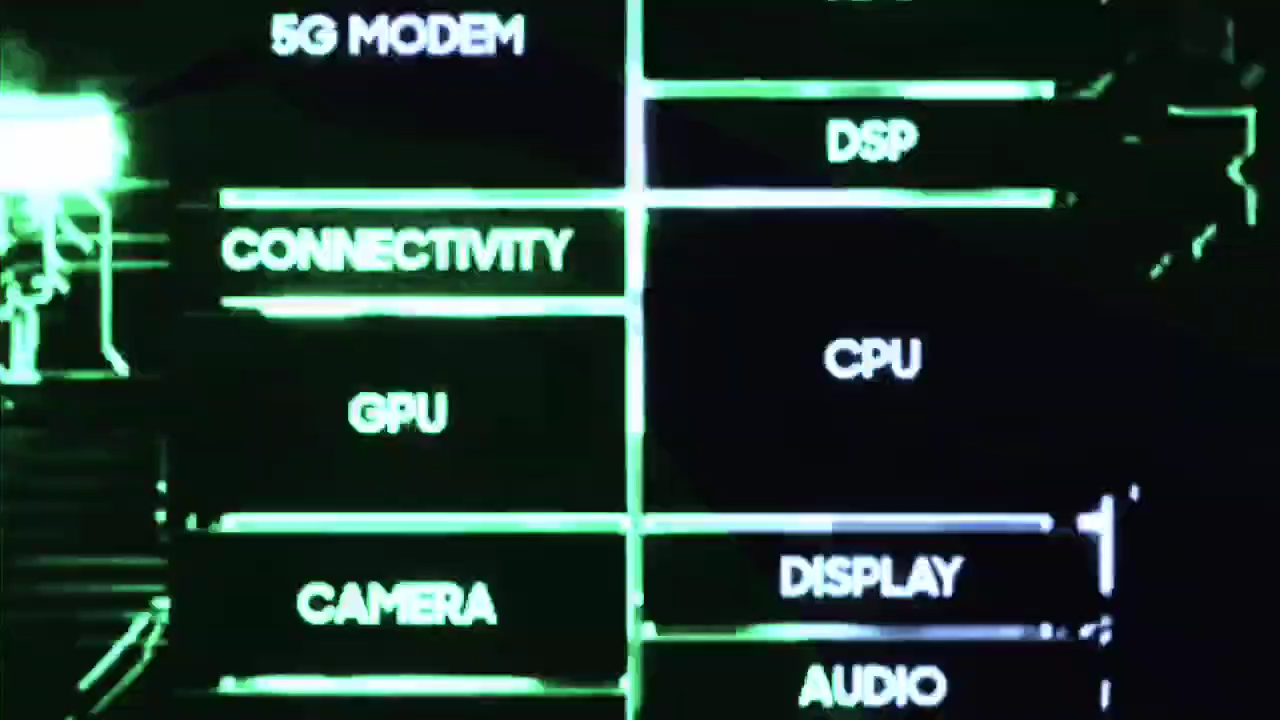 5G MODEM
DSP
CONNECTIVITY
CPU
GPU
DISPLAY
CAMERA
AUDIO